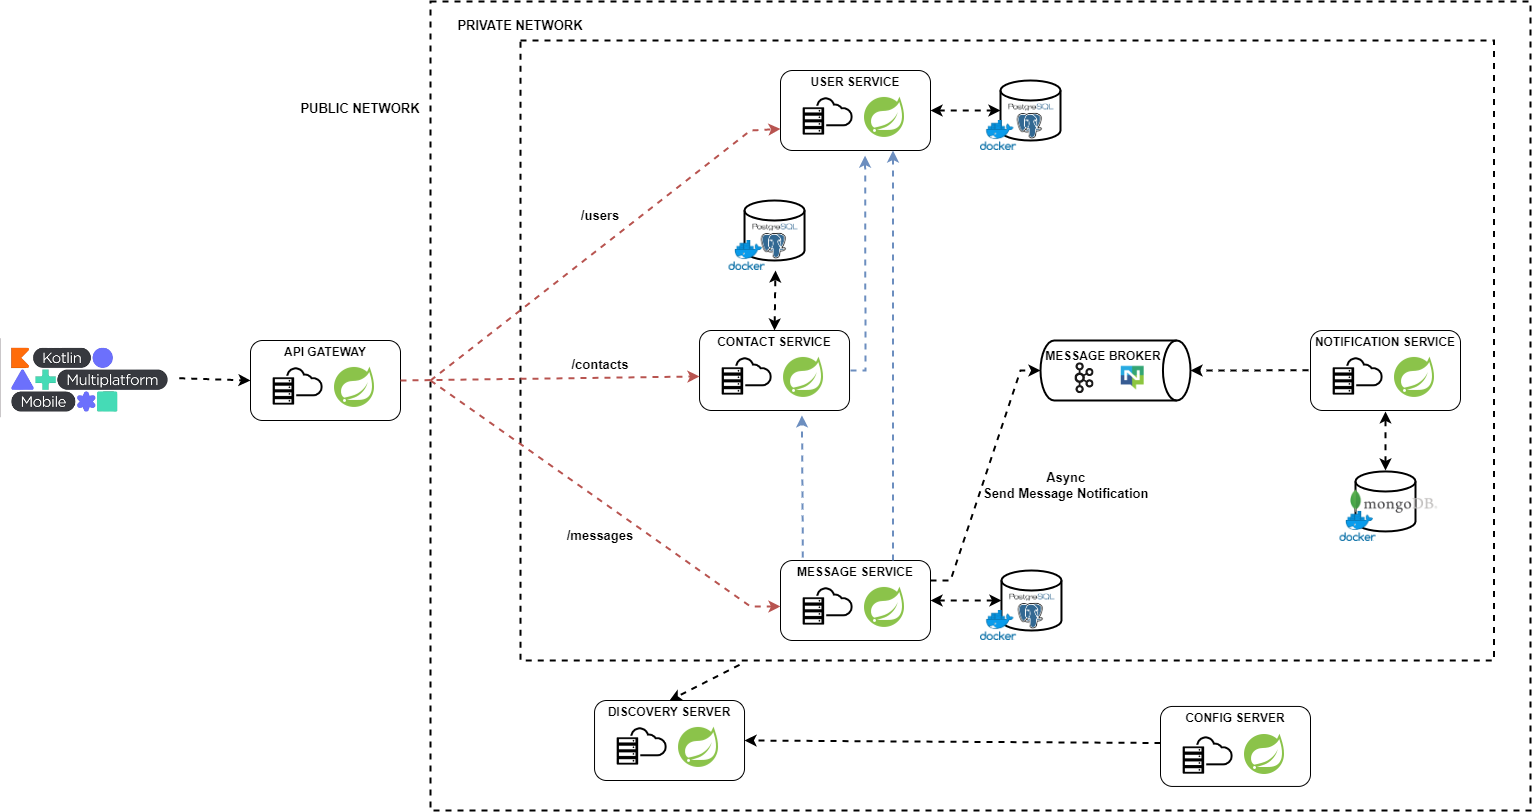 PRIVATE NETWORK
PUBLIC NETWORK
USER SERVICE
PostgreSQL
docker
/users
PostgreSQL
docker
Kotlin
Multiplatform
Mobile
API GATEWAY
/contacts
CONTACT SERVICE
MESSAGE BROKER
N
NOTIFICATION SERVICE
Async
Send Message Notification
mongoDB.
docker
/messages
MESSAGE SERVICE
PostgreSQL
docker
DISCOVERY SERVER
CONFIG SERVER